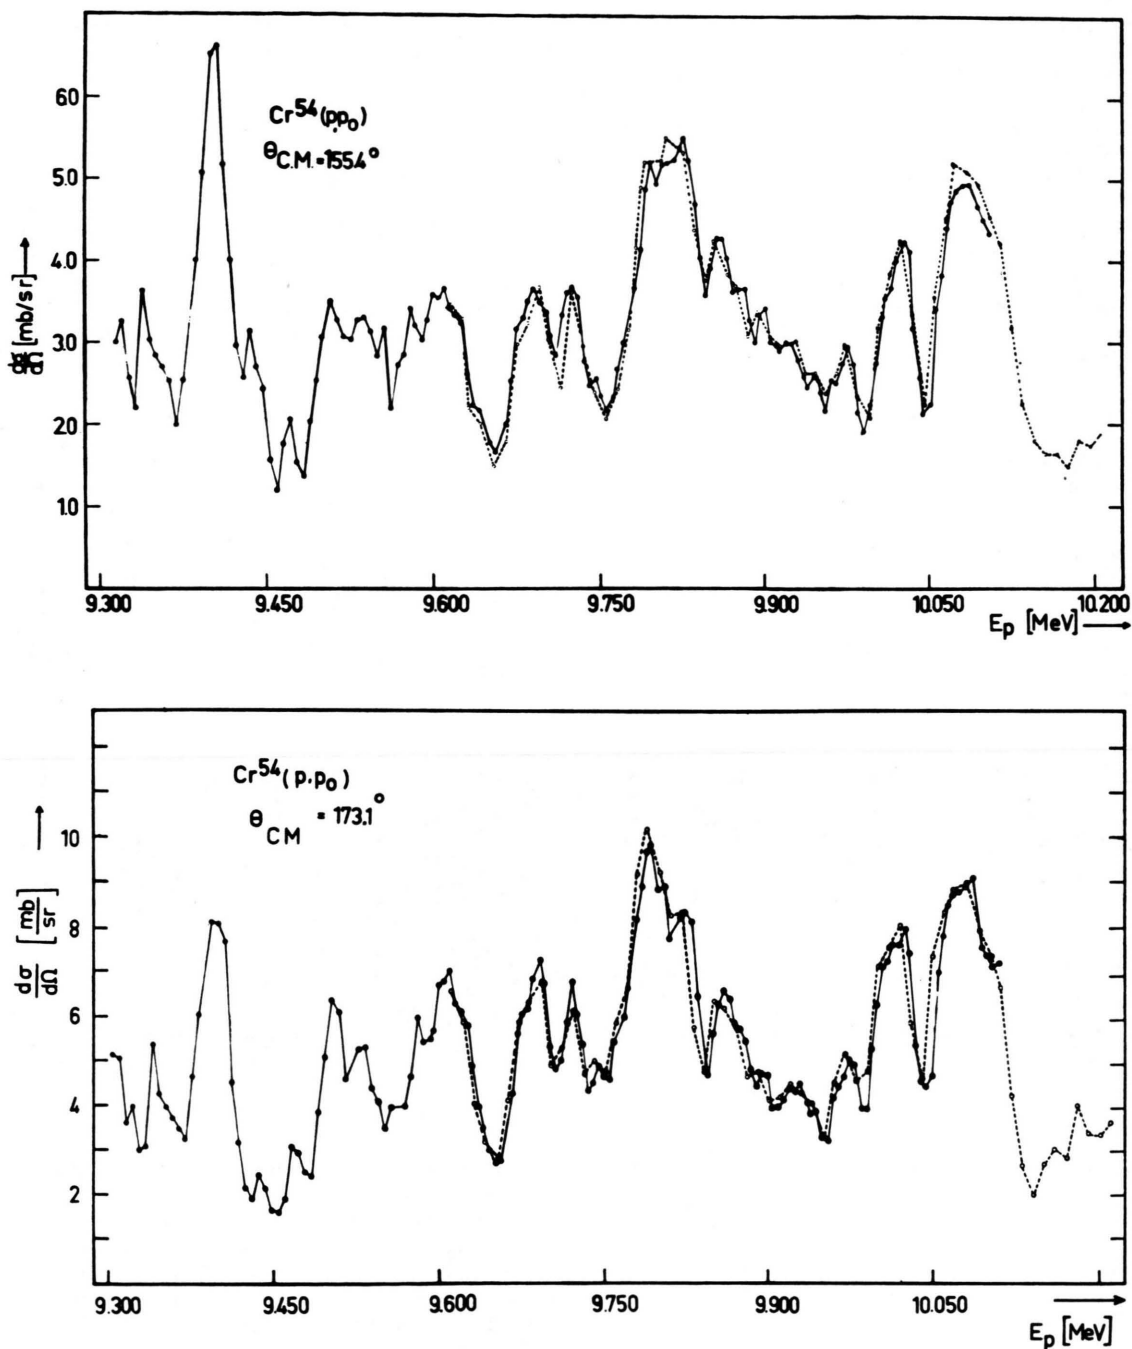 60
5.0
4.0
3.0
2.0
1.0
dσ/dΩ [mb/sr]
Cr⁵⁴(p,p₀)
θ C.M. = 155.4°
9.300 9.450 9.600 9.750 9.900 10.050 10.200
Ep [MeV]
Cr⁵⁴(p,p₀)
θ CM = 173.1°
10
8
6
4
2
dσ/dΩ [mb/sr]
9.300 9.450 9.600 9.750 9.900 10.050
Ep [MeV]